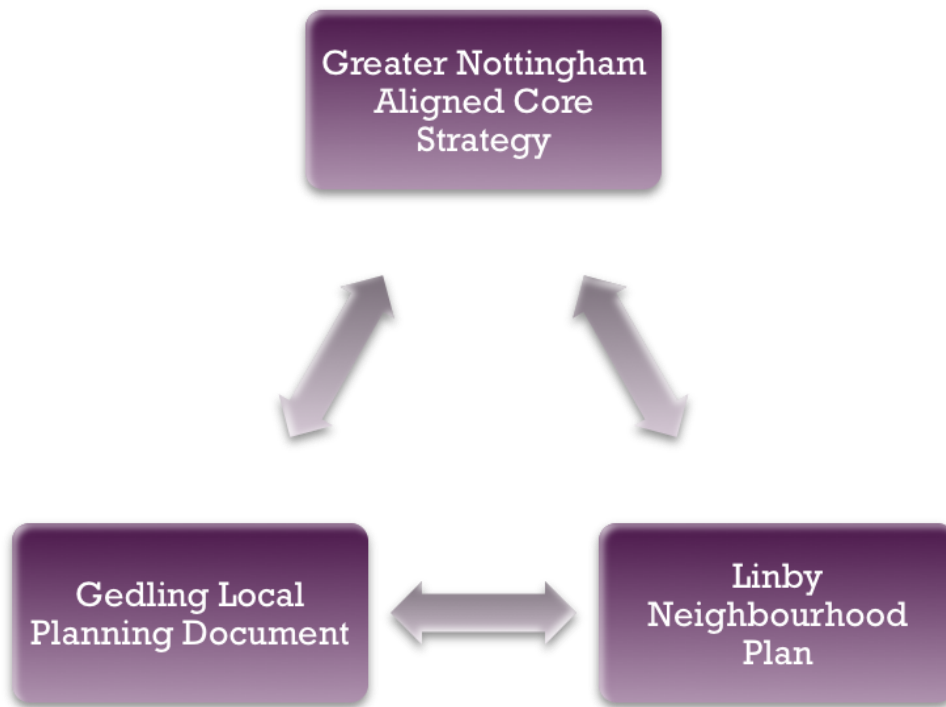 Greater Nottingham
Aligned Core
Strategy
Gedling Local
Planning Document
Linby
Neighbourhood
Plan